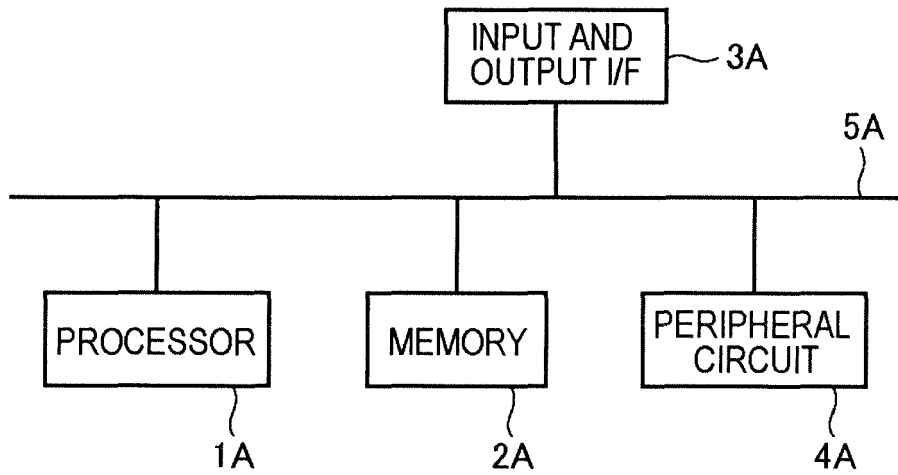 INPUT AND
OUTPUT I/F
3A
5A
PROCESSOR
MEMORY
PERIPHERAL
CIRCUIT
1A
2A
4A